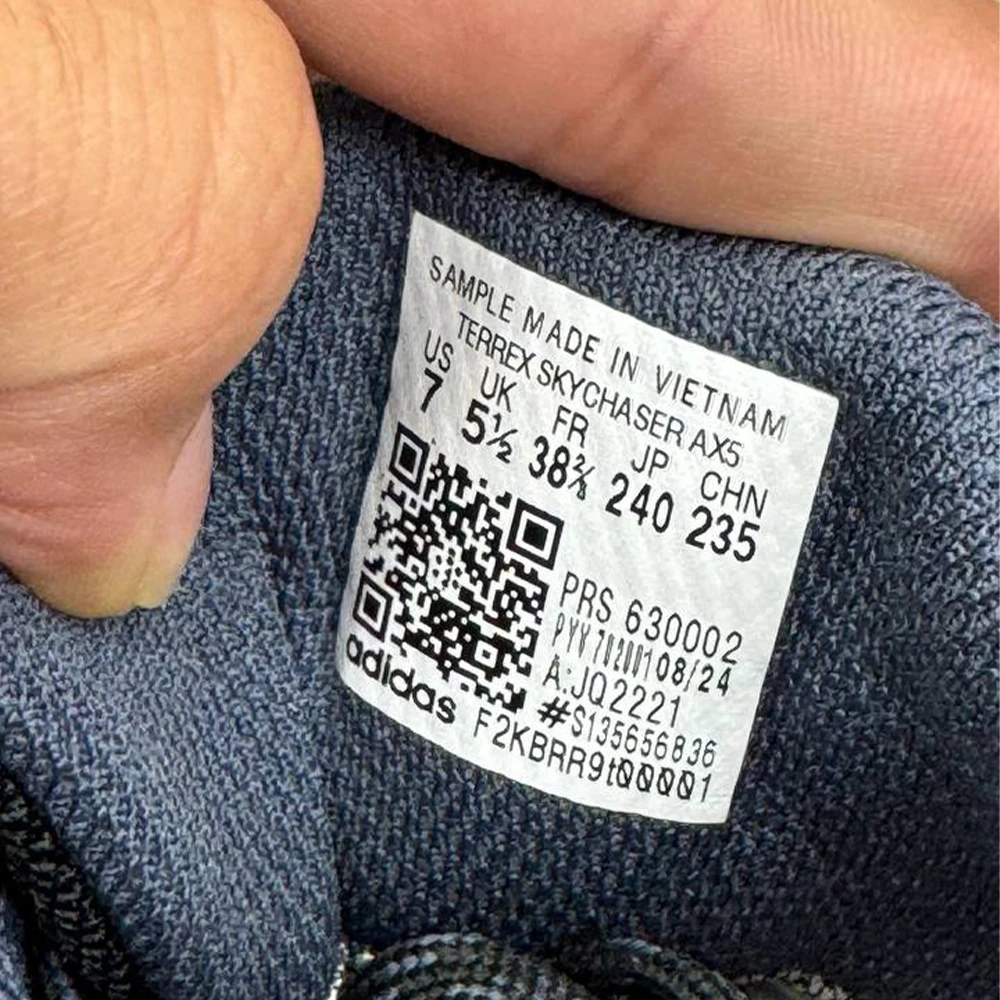 SAMPLE MADE IN VIETNAM
TERREX SKYCHASER AX5
US UK FR JP CHN
7 5½ 38⅔ 240 235
PRS 630002
08/24
A:JQ2221
#S135656836
adidas F2KBRR9t00001